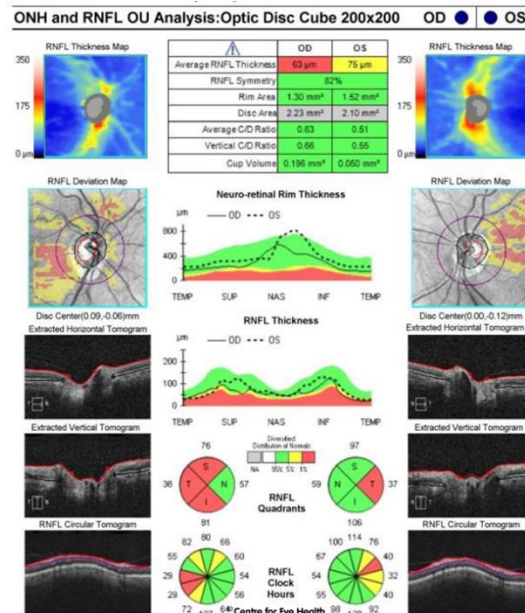 ONH and RNFL OU Analysis:Optic Disc Cube 200x200 OD OS
RNFL Thickness Map
350
175
0 µm
OD OS
Average RNFL Thickness 63 µm 75 µm
RNFL Symmetry 82%
Rim Area 1.30 mm² 1.52 mm²
Disc Area 2.23 mm² 2.10 mm²
Average C/D Ratio 0.63 0.51
Vertical C/D Ratio 0.66 0.55
Cup Volume 0.196 mm³ 0.060 mm³
RNFL Thickness Map
350
175
0 µm
RNFL Deviation Map
Disc Center(0.09,-0.06)mm
Extracted Horizontal Tomogram
Extracted Vertical Tomogram
RNFL Circular Tomogram
Neuro-retinal Rim Thickness
µm
OD OS
800
400
0
TEMP SUP NAS INF TEMP
RNFL Thickness
µm
OD OS
200
100
0
TEMP SUP NAS INF TEMP
Diversified
Distribution of Normals
NA 95% 5% 1%
76
S
38 T N 57
I
81
RNFL
Quadrants
97
S
59 N T 37
I
106
RNFL
Clock
Hours
80
82 66
55 60
29 54
29 56
72 64
114
100 76
67 40
54 32
55 40
98 92
Centre for Eye Health
RNFL Deviation Map
Disc Center(0.00,-0.12)mm
Extracted Horizontal Tomogram
Extracted Vertical Tomogram
RNFL Circular Tomogram